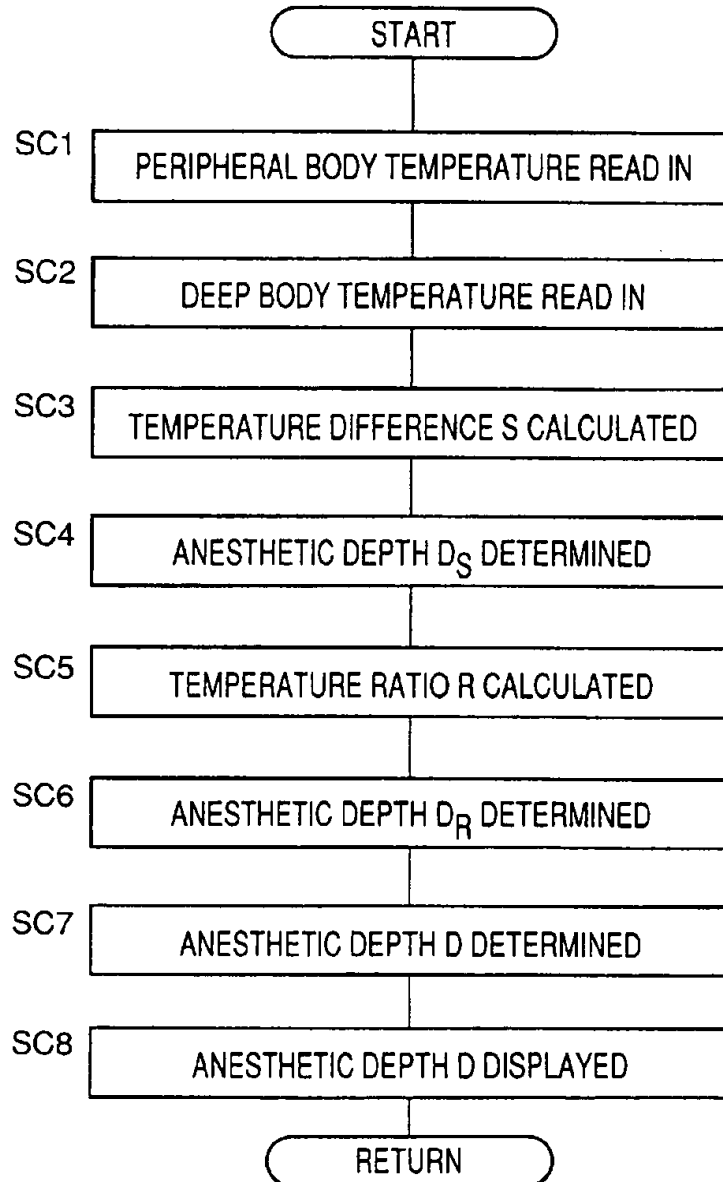 START
SC1 PERIPHERAL BODY TEMPERATURE READ IN
SC2 DEEP BODY TEMPERATURE READ IN
SC3 TEMPERATURE DIFFERENCE S CALCULATED
SC4 ANESTHETIC DEPTH D_S DETERMINED
SC5 TEMPERATURE RATIO R CALCULATED
SC6 ANESTHETIC DEPTH D_R DETERMINED
SC7 ANESTHETIC DEPTH D DETERMINED
SC8 ANESTHETIC DEPTH D DISPLAYED
RETURN